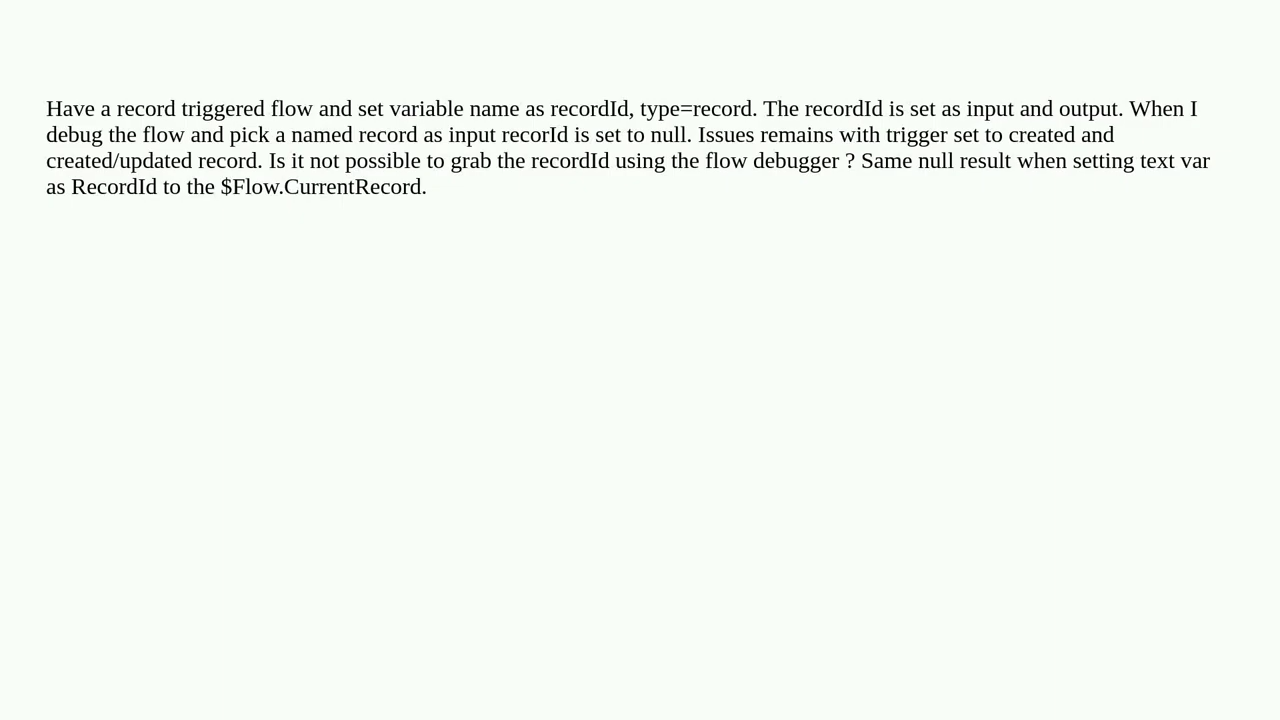 Have a record triggered flow and set variable name as recordId, type=record. The recordId is set as input and output. When I
debug the flow and pick a named record as input recorId is set to null. Issues remains with trigger set to created and
created/updated record. Is it not possible to grab the recordId using the flow debugger ? Same null result when setting text var
as RecordId to the $Flow.CurrentRecord.